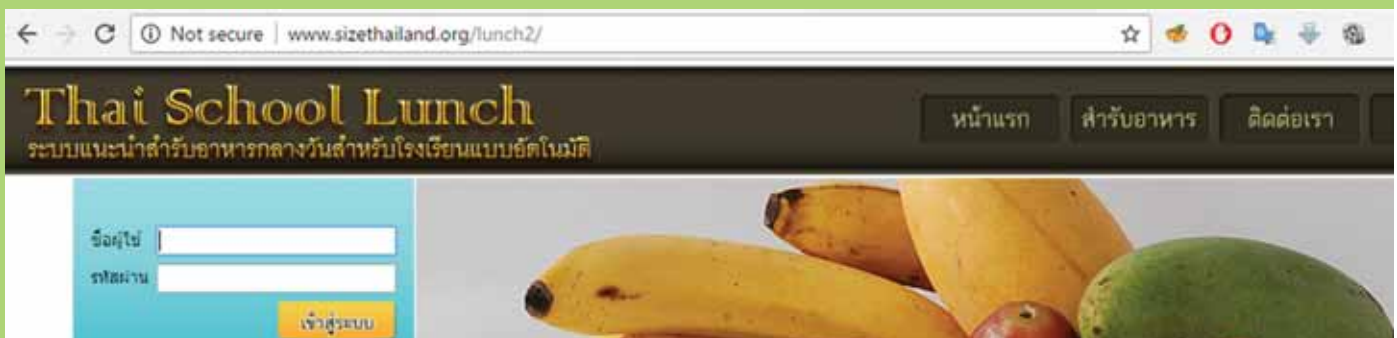 Not secure www.sizethailand.org/lunch2/
Thai School Lunch
ระบบแนะนำสำรับอาหารกลางวันสำหรับโรงเรียนแบบอัตโนมัติ
หน้าแรก สำรับอาหาร ติดต่อเรา
ชื่อผู้ใช้
รหัสผ่าน
เข้าสู่ระบบ